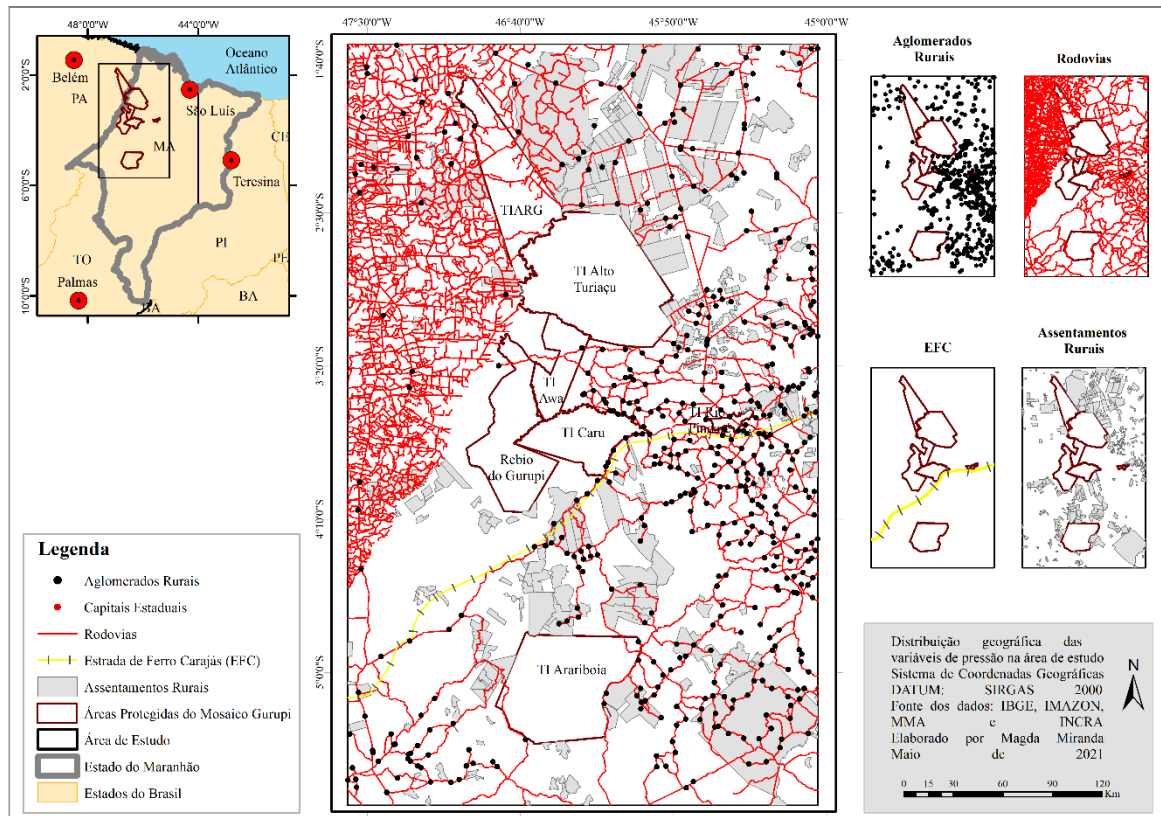 48°0'0"W
44°0'0"W
2°0'0"S
6°0'0"S
10°0'0"S
Oceano
Atlântico
Belém
PA
São Luís
MA
CE
Teresina
PI
TO
Palmas
PE
BA
BA
47°30'0"W
46°40'0"W
45°50'0"W
45°0'0"W
1°40'0"S
2°30'0"S
3°20'0"S
4°10'0"S
5°0'0"S
TIARG
TI Alto
Turiaçu
TI
Awa
TI Rio
Pindaré
TI Caru
Rebio
do Gurupi
TI Arariboia
Aglomerados
Rurais
Rodovias
EFC
Assentamentos
Rurais
Legenda
Aglomerados Rurais
Capitais Estaduais
Rodovias
Estrada de Ferro Carajás (EFC)
Assentamentos Rurais
Áreas Protegidas do Mosaico Gurupi
Área de Estudo
Estado do Maranhão
Estados do Brasil
Distribuição geográfica das
variáveis de pressão na área de estudo
Sistema de Coordenadas Geográficas
DATUM: SIRGAS 2000
Fonte dos dados: IBGE, IMAZON,
MMA e INCRA
Elaborado por Magda Miranda
Maio de 2021
N
0 15 30 60 90 120
Km